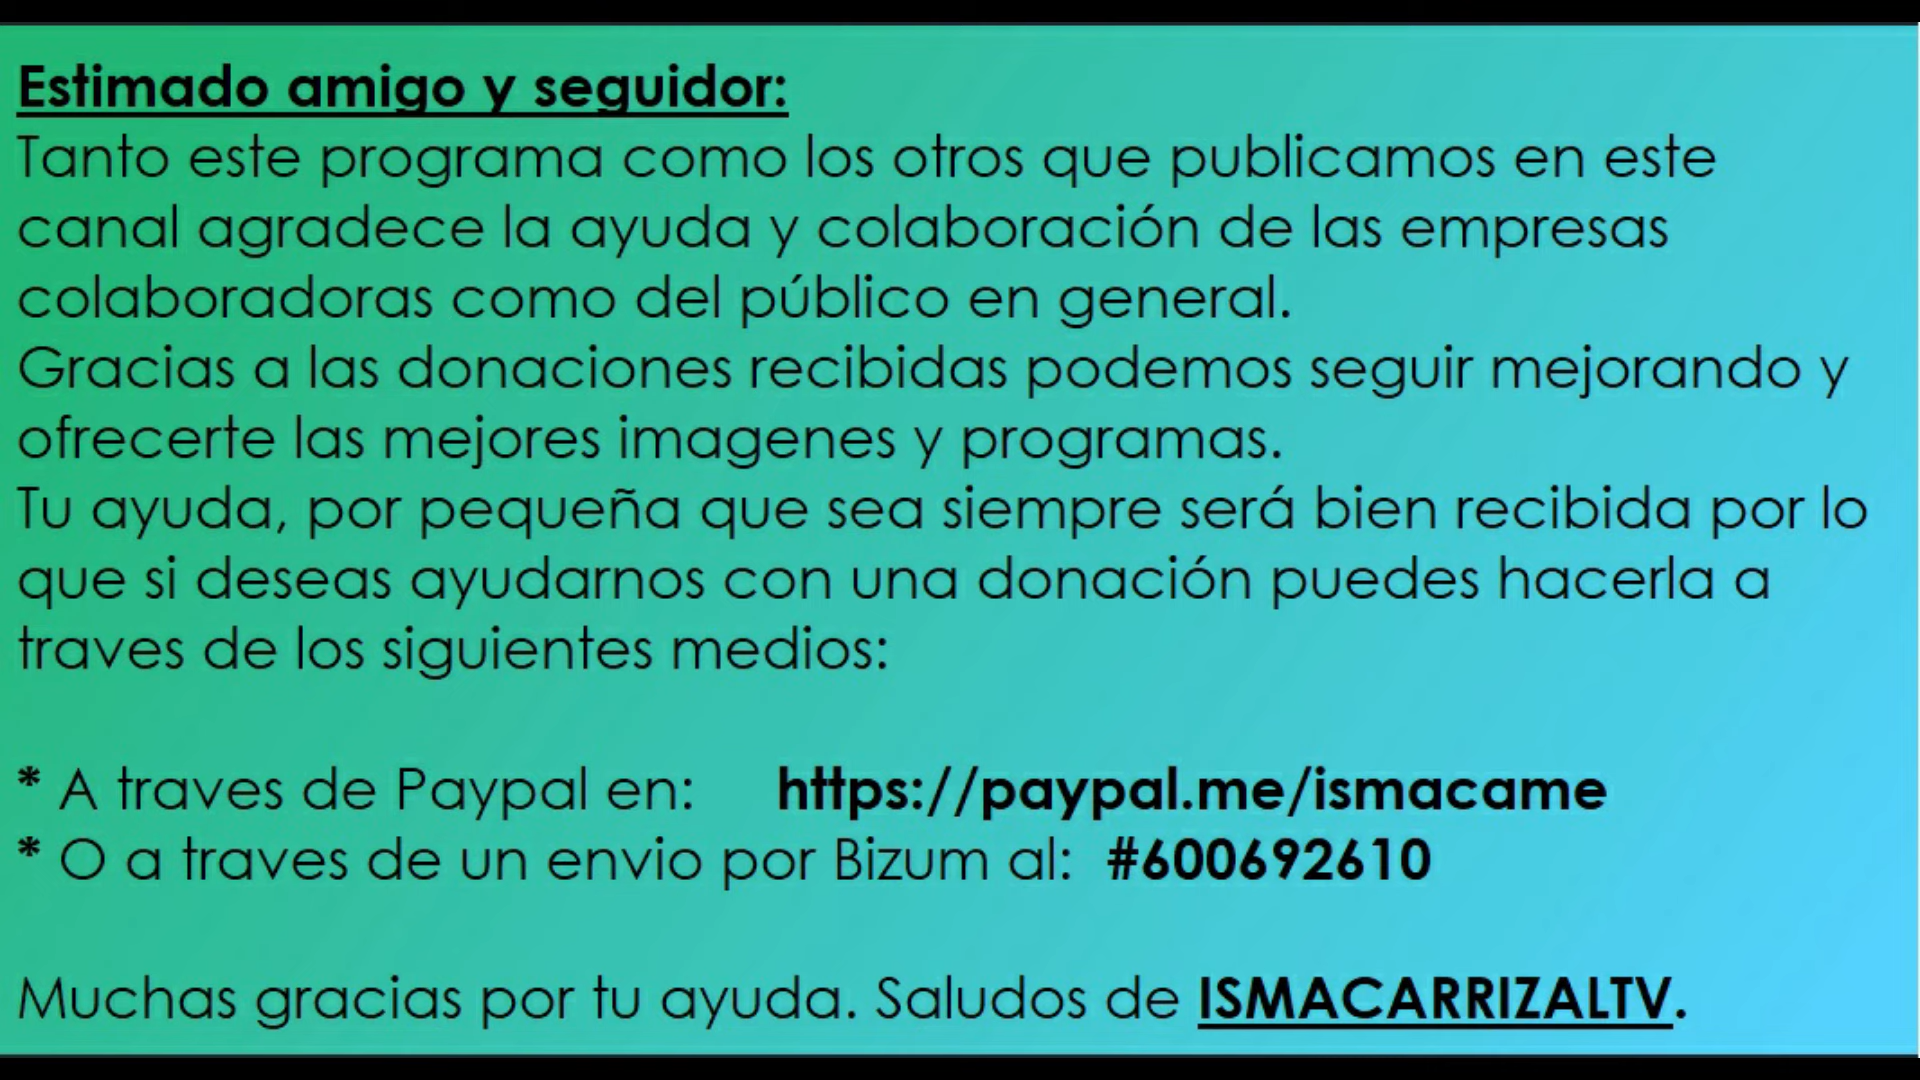 Estimado amigo y seguidor:
Tanto este programa como los otros que publicamos en este
canal agradece la ayuda y colaboración de las empresas
colaboradoras como del público en general.
Gracias a las donaciones recibidas podemos seguir mejorando y
ofrecerte las mejores imagenes y programas.
Tu ayuda, por pequeña que sea siempre será bien recibida por lo
que si deseas ayudarnos con una donación puedes hacerla a
traves de los siguientes medios:
* A traves de Paypal en: https://paypal.me/ismacame
* O a traves de un envio por Bizum al: #600692610
Muchas gracias por tu ayuda. Saludos de ISMACARRIZALTV.